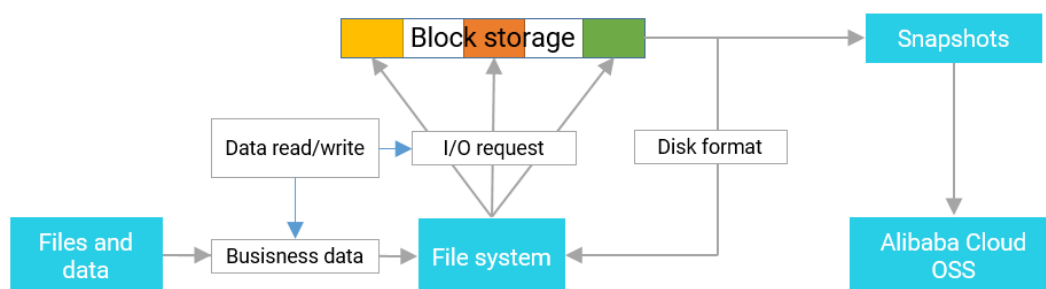 Block storage
Snapshots
Data read/write
I/O request
Disk format
Files and
data
Busisness data
File system
Alibaba Cloud
OSS